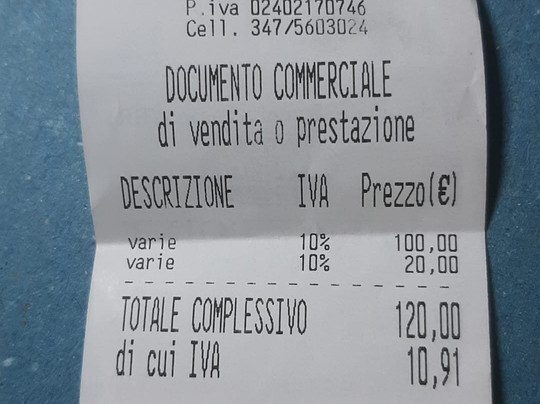 P.iva 02402170746
Cell. 347/5603024
DOCUMENTO COMMERCIALE
di vendita o prestazione
DESCRIZIONE IVA Prezzo(€)
varie 10% 100,00
varie 10% 20,00
TOTALE COMPLESSIVO 120,00
di cui IVA 10,91